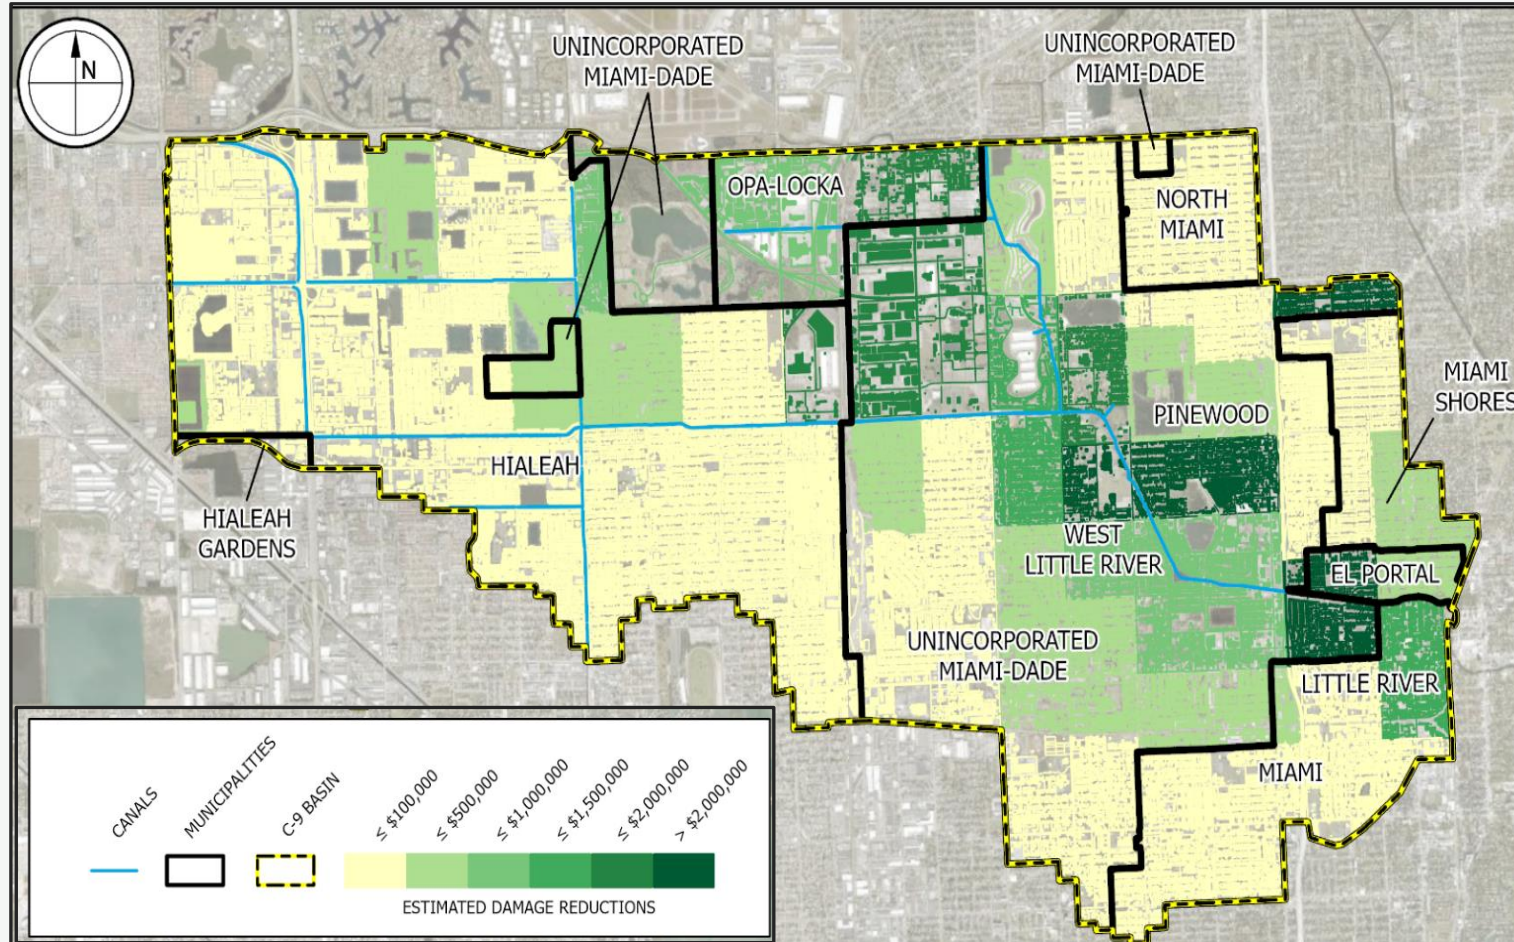 N
UNINCORPORATED
MIAMI-DADE
UNINCORPORATED
MIAMI-DADE
OPA-LOCKA
NORTH
MIAMI
MIAMI
SHORES
PINEWOOD
HIALEAH
HIALEAH
GARDENS
WEST
LITTLE RIVER
EL PORTAL
UNINCORPORATED
MIAMI-DADE
LITTLE RIVER
MIAMI
CANALS
MUNICIPALITIES
C-9 BASIN
≤ $100,000
≤ $500,000
≤ $1,000,000
≤ $1,500,000
≤ $2,000,000
> $2,000,000
ESTIMATED DAMAGE REDUCTIONS